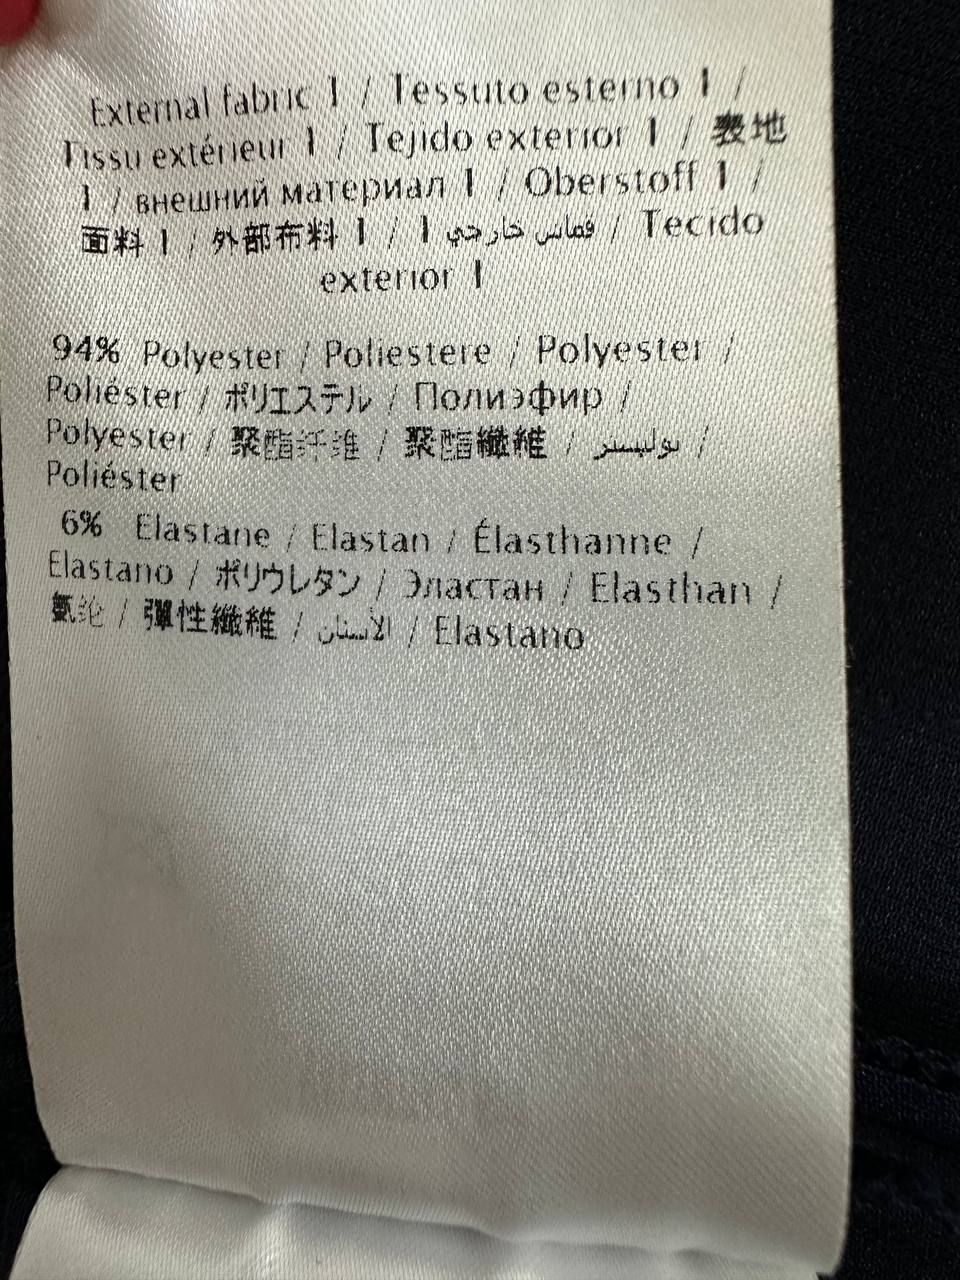 External fabric 1 / Tessuto esterno 1 /
Tissu extérieur 1 / Tejido exterior 1 / 表地
1 / внешний материал 1 / Oberstoff 1 /
面料 1 / 外部布料 1 / 1 قماس خارجي / Tecido
exterior 1
94% Polyester / Poliestere / Polyester /
Poliéster / ポリエステル / Полиэфир /
Polyester / 聚酯纤维 / 聚酯纖維 / بوليستر /
Poliéster
6% Elastane / Elastan / Élasthanne /
Elastano / ポリウレタン / Эластан / Elasthan /
氨纶 / 彈性纖維 / الاستان / Elastano